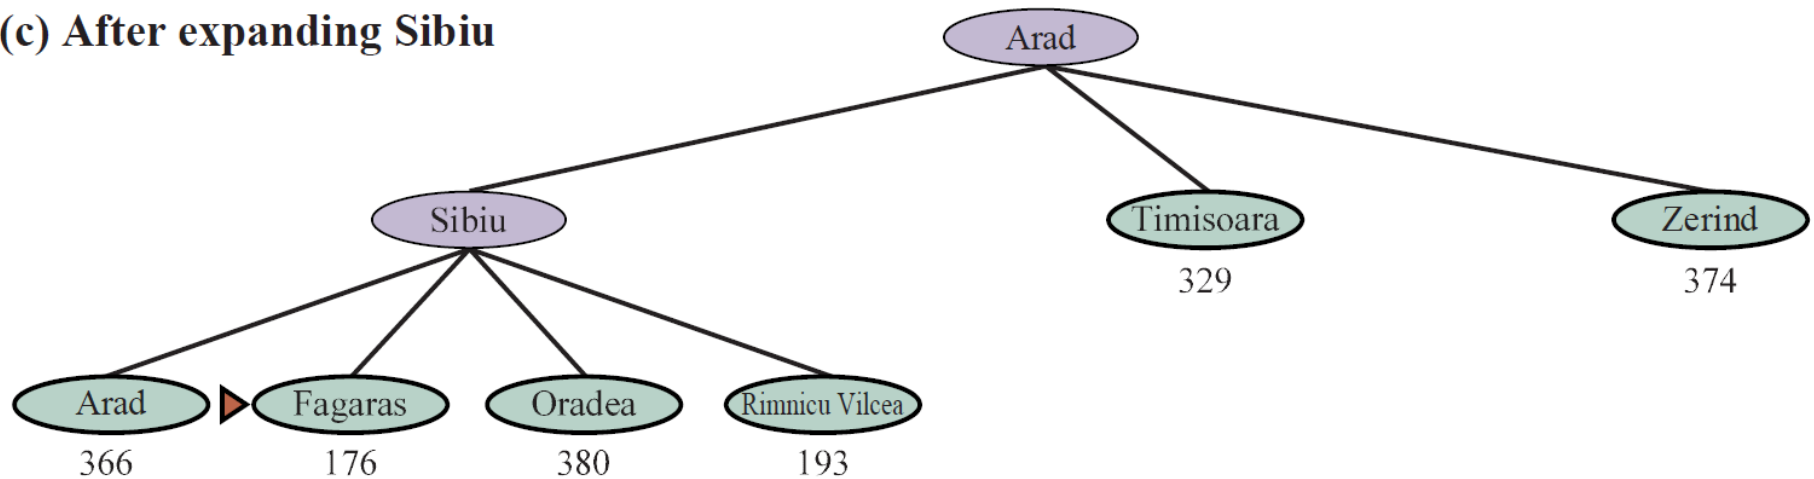 (c) After expanding Sibiu
Arad
Sibiu
Timisoara
Zerind
329
374
Arad
Fagaras
Oradea
Rimnicu Vilcea
366
176
380
193